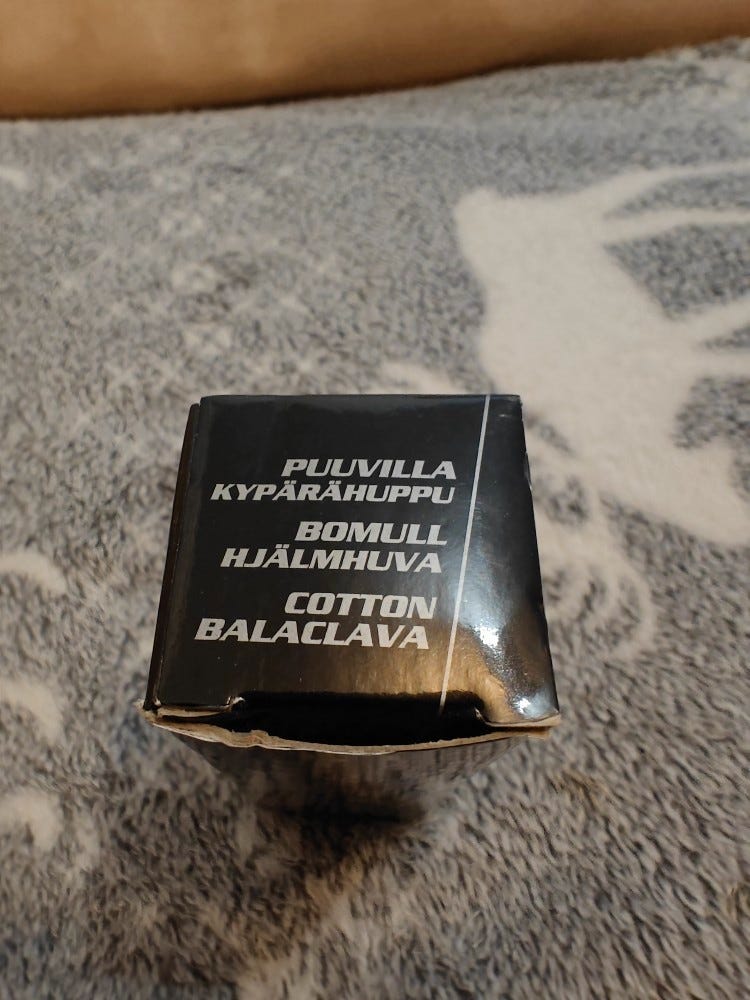 PUUVILLA
KYPÄRÄHUPPU
BOMULL
HJÄLMHUVA
COTTON
BALACLAVA